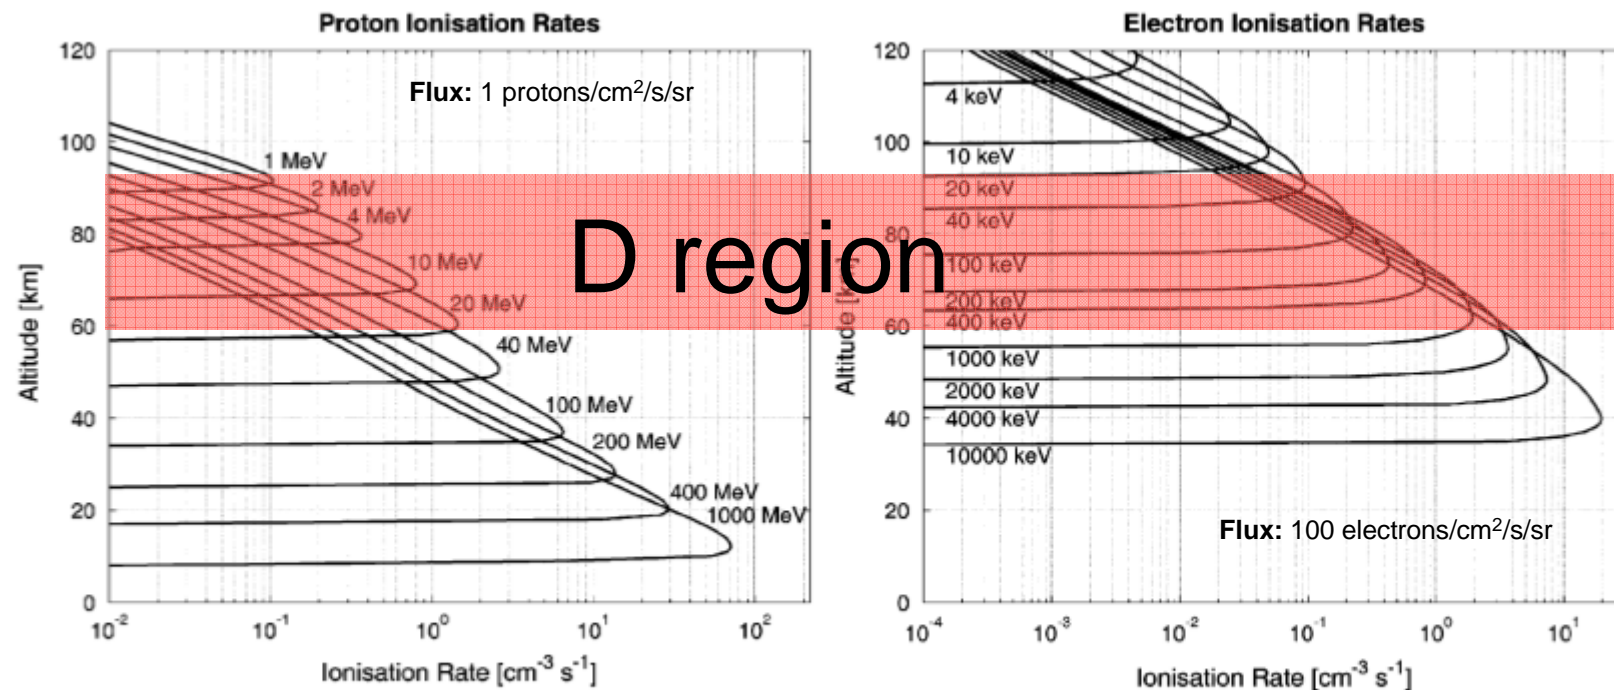 Proton Ionisation Rates
Flux: 1 protons/cm²/s/sr
120
100
80
60
40
20
0
Altitude [km]
1 MeV
2 MeV
4 MeV
10 MeV
20 MeV
40 MeV
100 MeV
200 MeV
400 MeV
1000 MeV
10⁻² 10⁻¹ 10⁰ 10¹ 10²
Ionisation Rate [cm⁻³ s⁻¹]
D region
Electron Ionisation Rates
120
100
80
60
40
20
0
Altitude [km]
4 keV
10 keV
20 keV
40 keV
100 keV
200 keV
400 keV
1000 keV
2000 keV
4000 keV
10000 keV
Flux: 100 electrons/cm²/s/sr
10⁻⁴ 10⁻³ 10⁻² 10⁻¹ 10⁰ 10¹
Ionisation Rate [cm⁻³ s⁻¹]